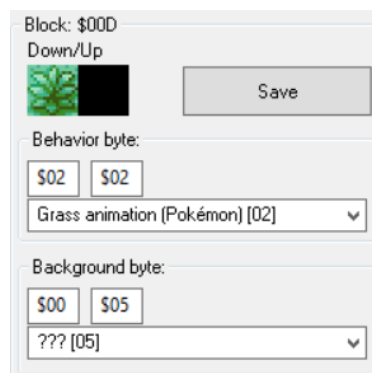 Block: $00D
Down/Up
Save
Behavior byte:
$02 $02
Grass animation (Pokémon) [02]
Background byte:
$00 $05
??? [05]